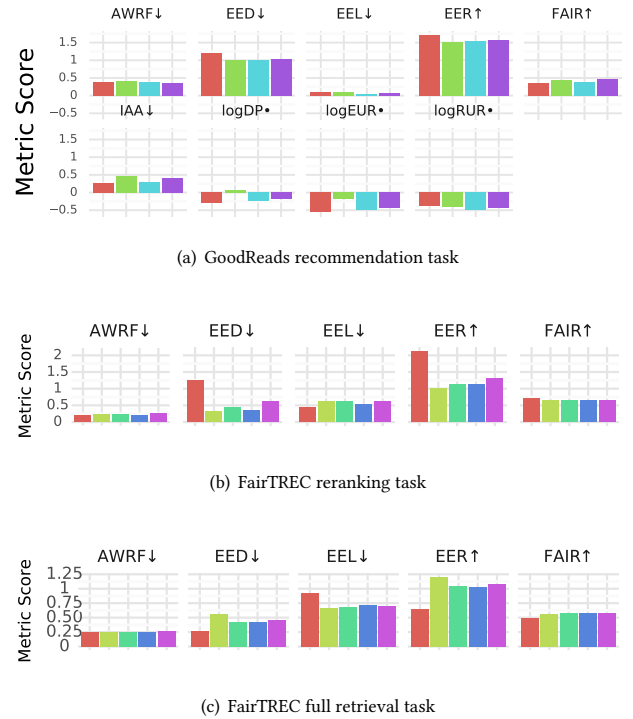 AWRF↓ EED↓ EEL↓ EER↑ FAIR↑
1.5
1
0.5
0
−0.5
IAA↓ logDP• logEUR• logRUR•
1.5
1
0.5
0
−0.5
Metric Score
(a) GoodReads recommendation task
AWRF↓ EED↓ EEL↓ EER↑ FAIR↑
2
1.5
1
0.5
0
Metric Score
(b) FairTREC reranking task
AWRF↓ EED↓ EEL↓ EER↑ FAIR↑
1.25
1
0.75
0.5
0.25
0
Metric Score
(c) FairTREC full retrieval task